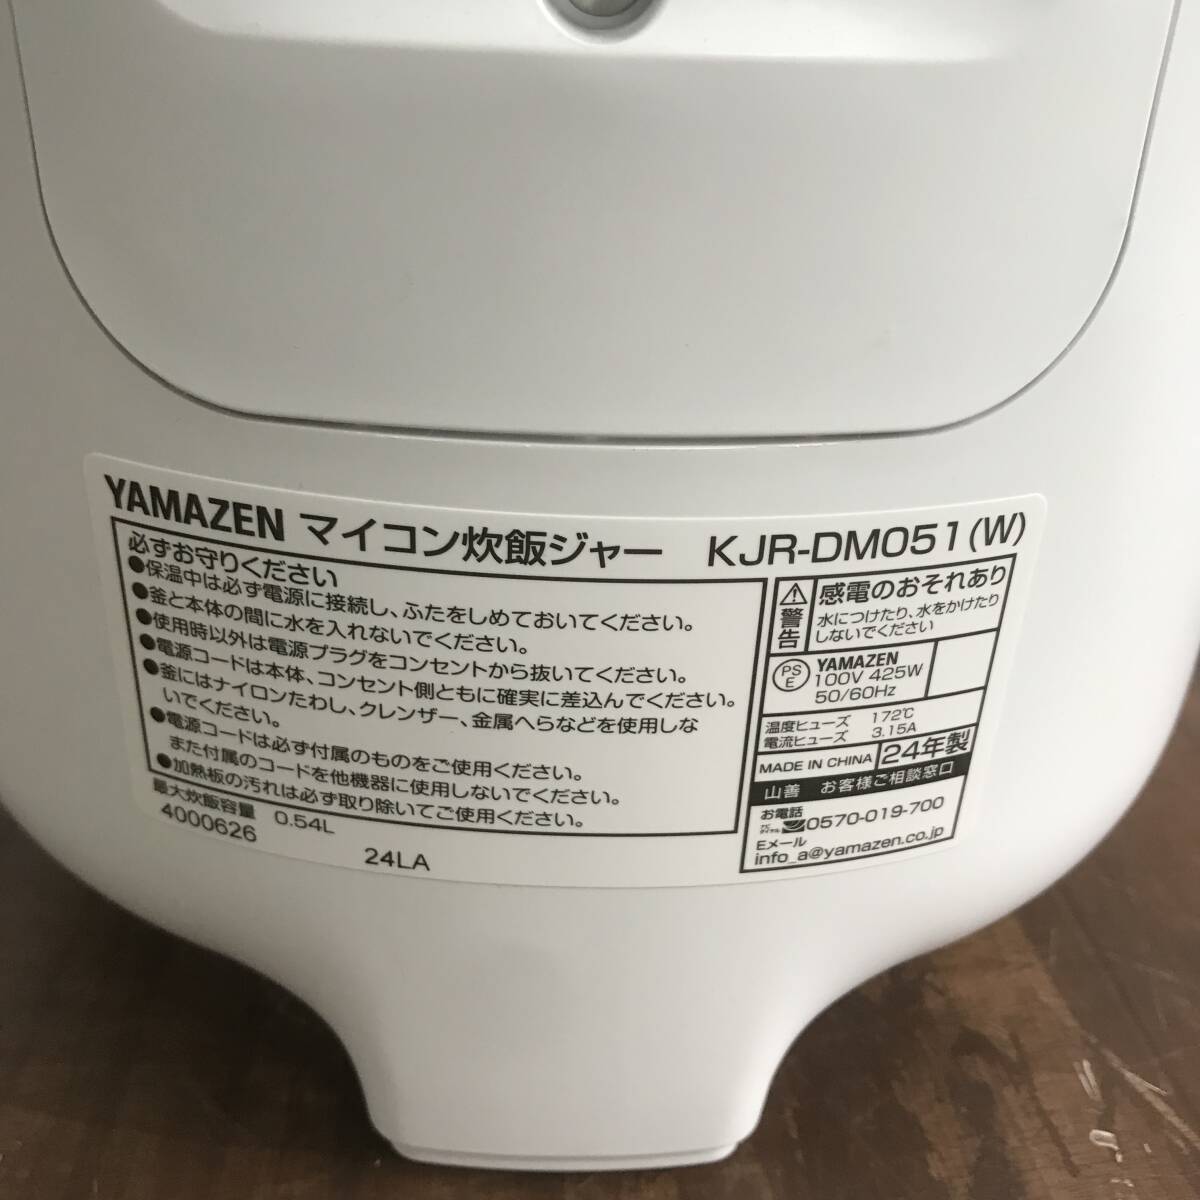 YAMAZEN マイコン炊飯ジャー KJR-DM051(W)
必ずお守りください
●保温中は必ず電源に接続し、ふたをしめておいてください。
●釜と本体の間に水を入れないでください。
●使用時以外は電源プラグをコンセントから抜いてください。
●電源コードは本体、コンセント側ともに確実に差込んでください。
●釜にはナイロンたわし、クレンザー、金属へらなどを使用しな
いでください。
●電源コードは必ず付属のものをご使用ください。
また付属のコードを他機器に使用しないでください。
●加熱板の汚れは必ず取り除いてご使用ください。
最大炊飯容量 0.54L
4000626 24LA
警告
感電のおそれあり
水につけたり、水をかけたり
しないでください
PS
E
YAMAZEN
100V 425W
50/60Hz
温度ヒューズ 172℃
電流ヒューズ 3.15A
MADE IN CHINA 24年製
山善 お客様ご相談窓口
お電話
ナビダイヤル 0570-019-700
Eメール
info_a@yamazen.co.jp